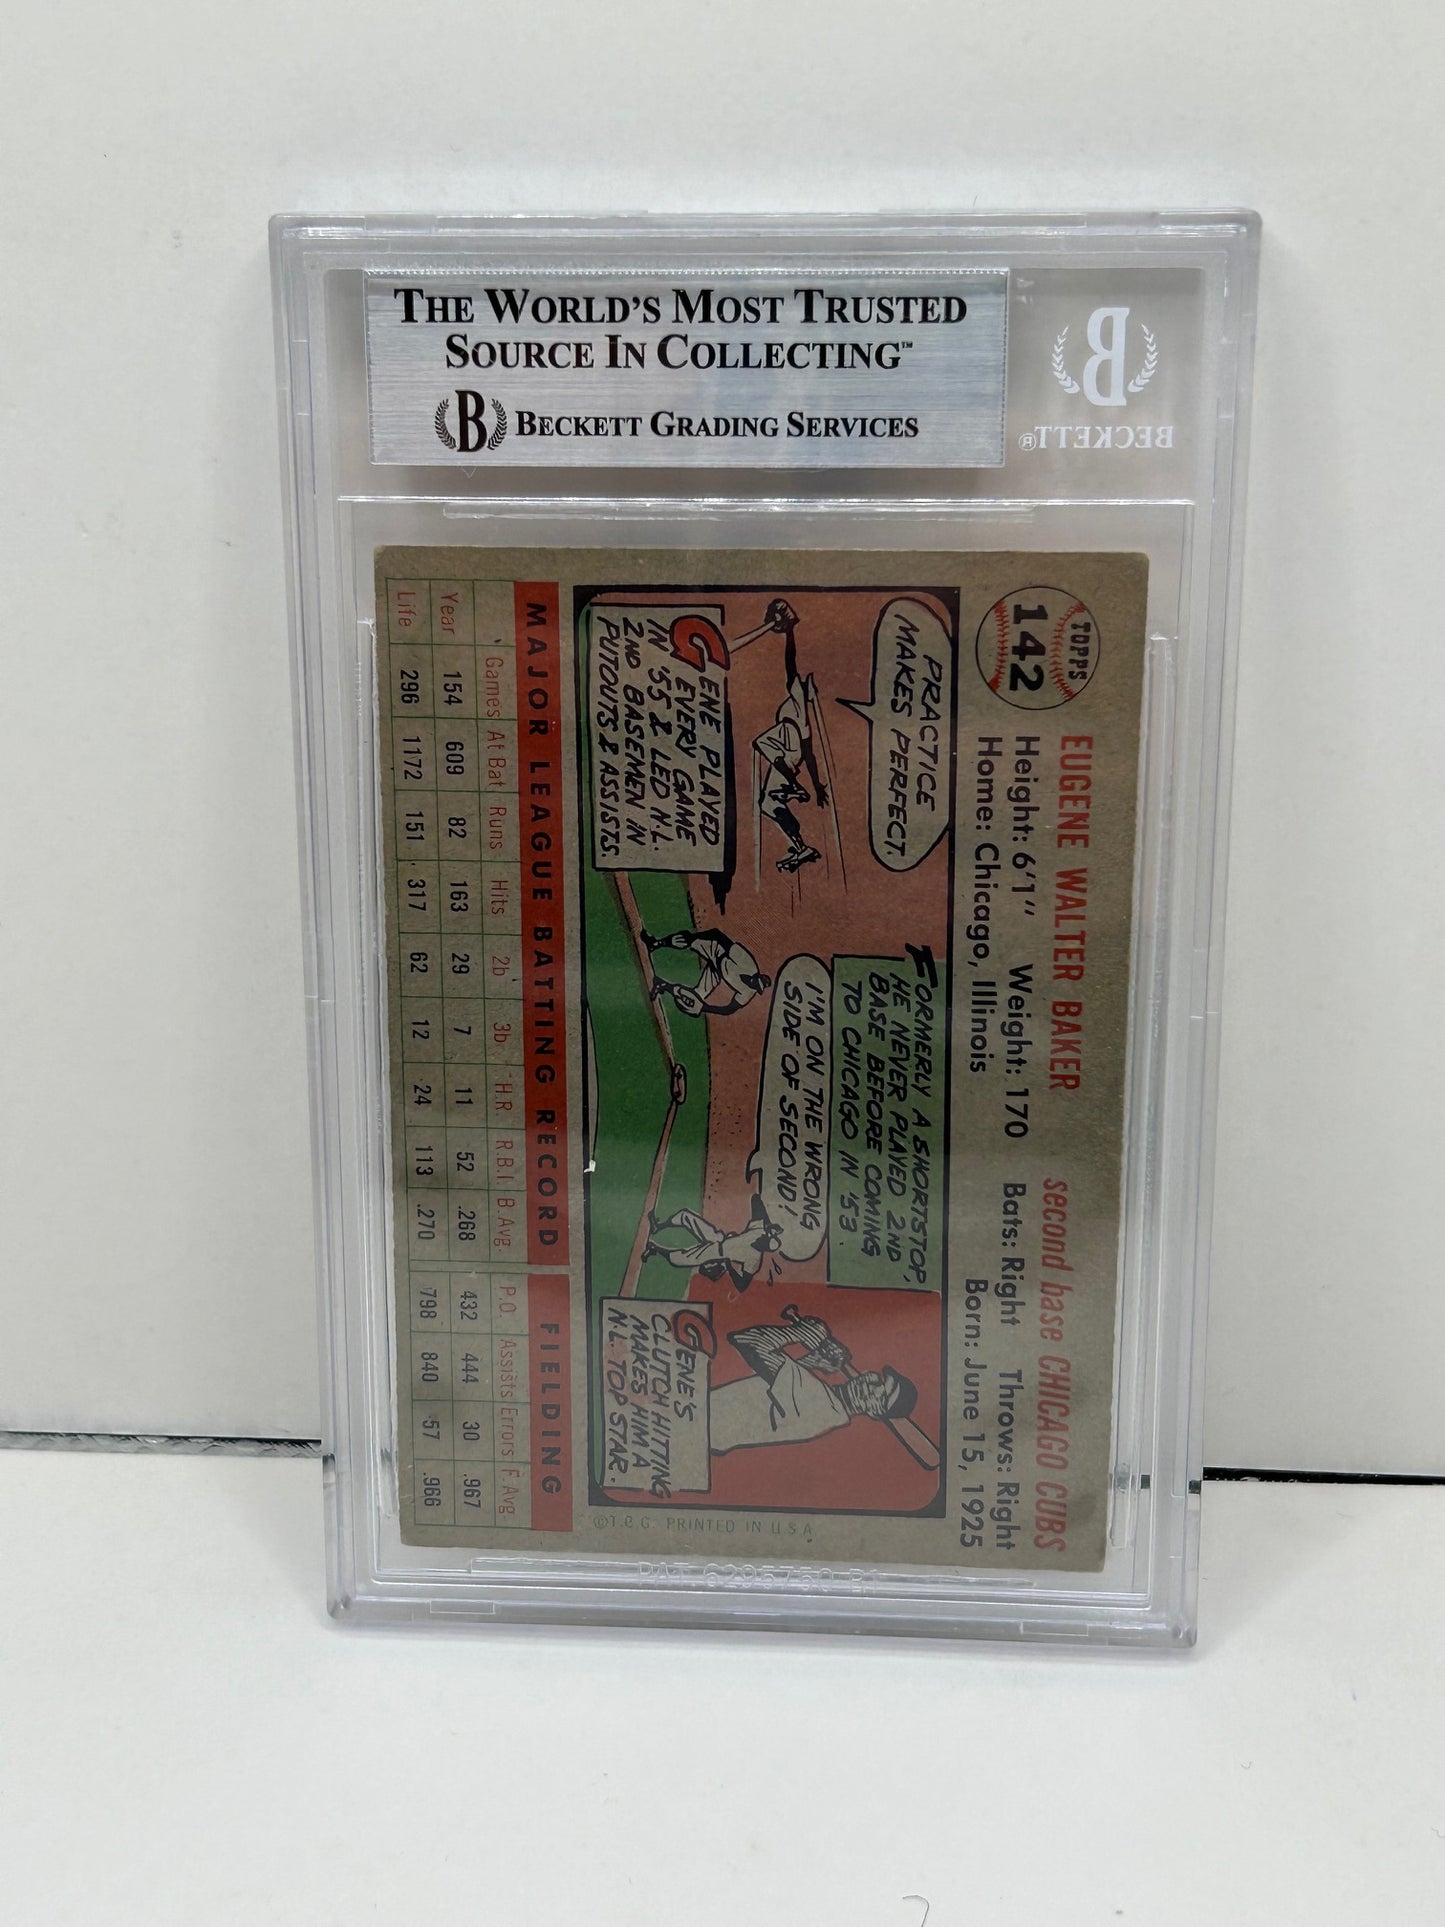 THE WORLD'S MOST TRUSTED
SOURCE IN COLLECTING™
B BECKETT GRADING SERVICES
B
BECKETT®
TOPPS
142
EUGENE WALTER BAKER second base CHICAGO CUBS
Height: 6'1" Weight: 170 Bats: Right Throws: Right
Home: Chicago, Illinois Born: June 15, 1925
PRACTICE
MAKES PERFECT.
GENE PLAYED
EVERY GAME
IN '55 & LED N.L.
2ND BASEMEN IN
PUTOUTS & ASSISTS.
FORMERLY A SHORTSTOP,
HE NEVER PLAYED 2ND
BASE BEFORE COMING
TO CHICAGO IN '53.
I'M ON THE WRONG
SIDE OF SECOND!
GENE'S
CLUTCH HITTING
MAKES HIM A
N.L. TOP STAR.
©T.C.G. PRINTED IN U.S.A
MAJOR LEAGUE BATTING RECORD FIELDING
Games At Bat Runs Hits 2b 3b H.R. R.B.I. B.Avg. P.O. Assists Errors F.Avg
Year 154 609 82 163 29 7 11 52 .268 432 444 30 .967
Life 296 1172 151 317 62 12 24 113 .270 798 840 57 .966
PAT. 6295750 B1